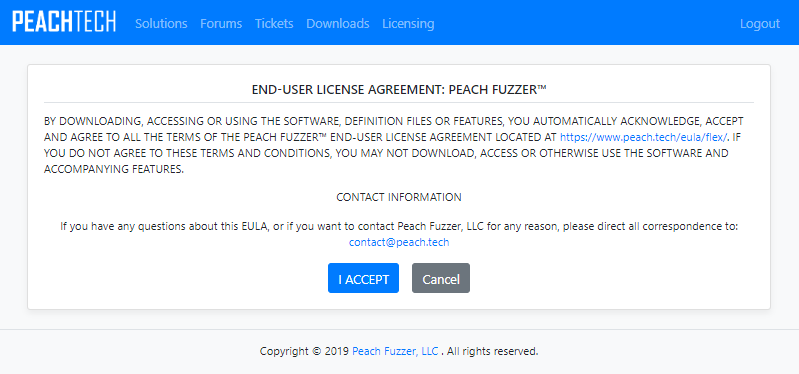 PEACHTECH Solutions Forums Tickets Downloads Licensing Logout
END-USER LICENSE AGREEMENT: PEACH FUZZER™
BY DOWNLOADING, ACCESSING OR USING THE SOFTWARE, DEFINITION FILES OR FEATURES, YOU AUTOMATICALLY ACKNOWLEDGE, ACCEPT
AND AGREE TO ALL THE TERMS OF THE PEACH FUZZER™ END-USER LICENSE AGREEMENT LOCATED AT https://www.peach.tech/eula/flex/. IF
YOU DO NOT AGREE TO THESE TERMS AND CONDITIONS, YOU MAY NOT DOWNLOAD, ACCESS OR OTHERWISE USE THE SOFTWARE AND
ACCOMPANYING FEATURES.
CONTACT INFORMATION
If you have any questions about this EULA, or if you want to contact Peach Fuzzer, LLC for any reason, please direct all correspondence to:
contact@peach.tech
I ACCEPT Cancel
Copyright © 2019 Peach Fuzzer, LLC . All rights reserved.